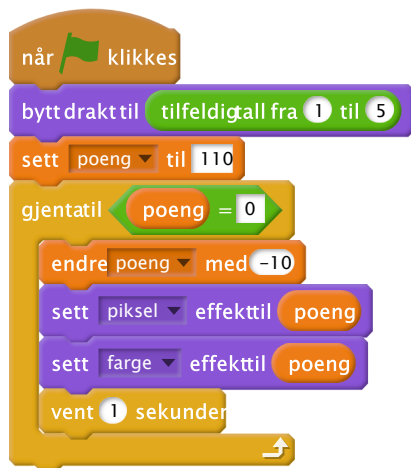 når klikkes
bytt drakt til tilfeldig tall fra 1 til 5
sett poeng til 110
gjenta til poeng = 0
endre poeng med -10
sett piksel effekt til poeng
sett farge effekt til poeng
vent 1 sekunder